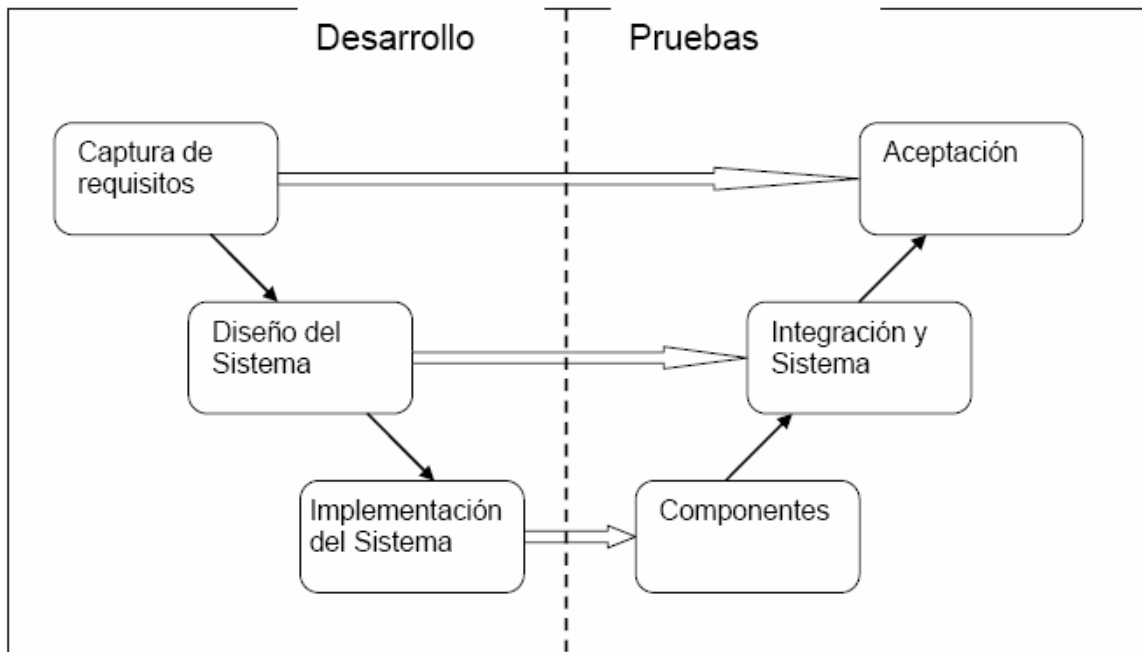 Desarrollo
Pruebas
Captura de
requisitos
Aceptación
Diseño del
Sistema
Integración y
Sistema
Implementación
del Sistema
Componentes